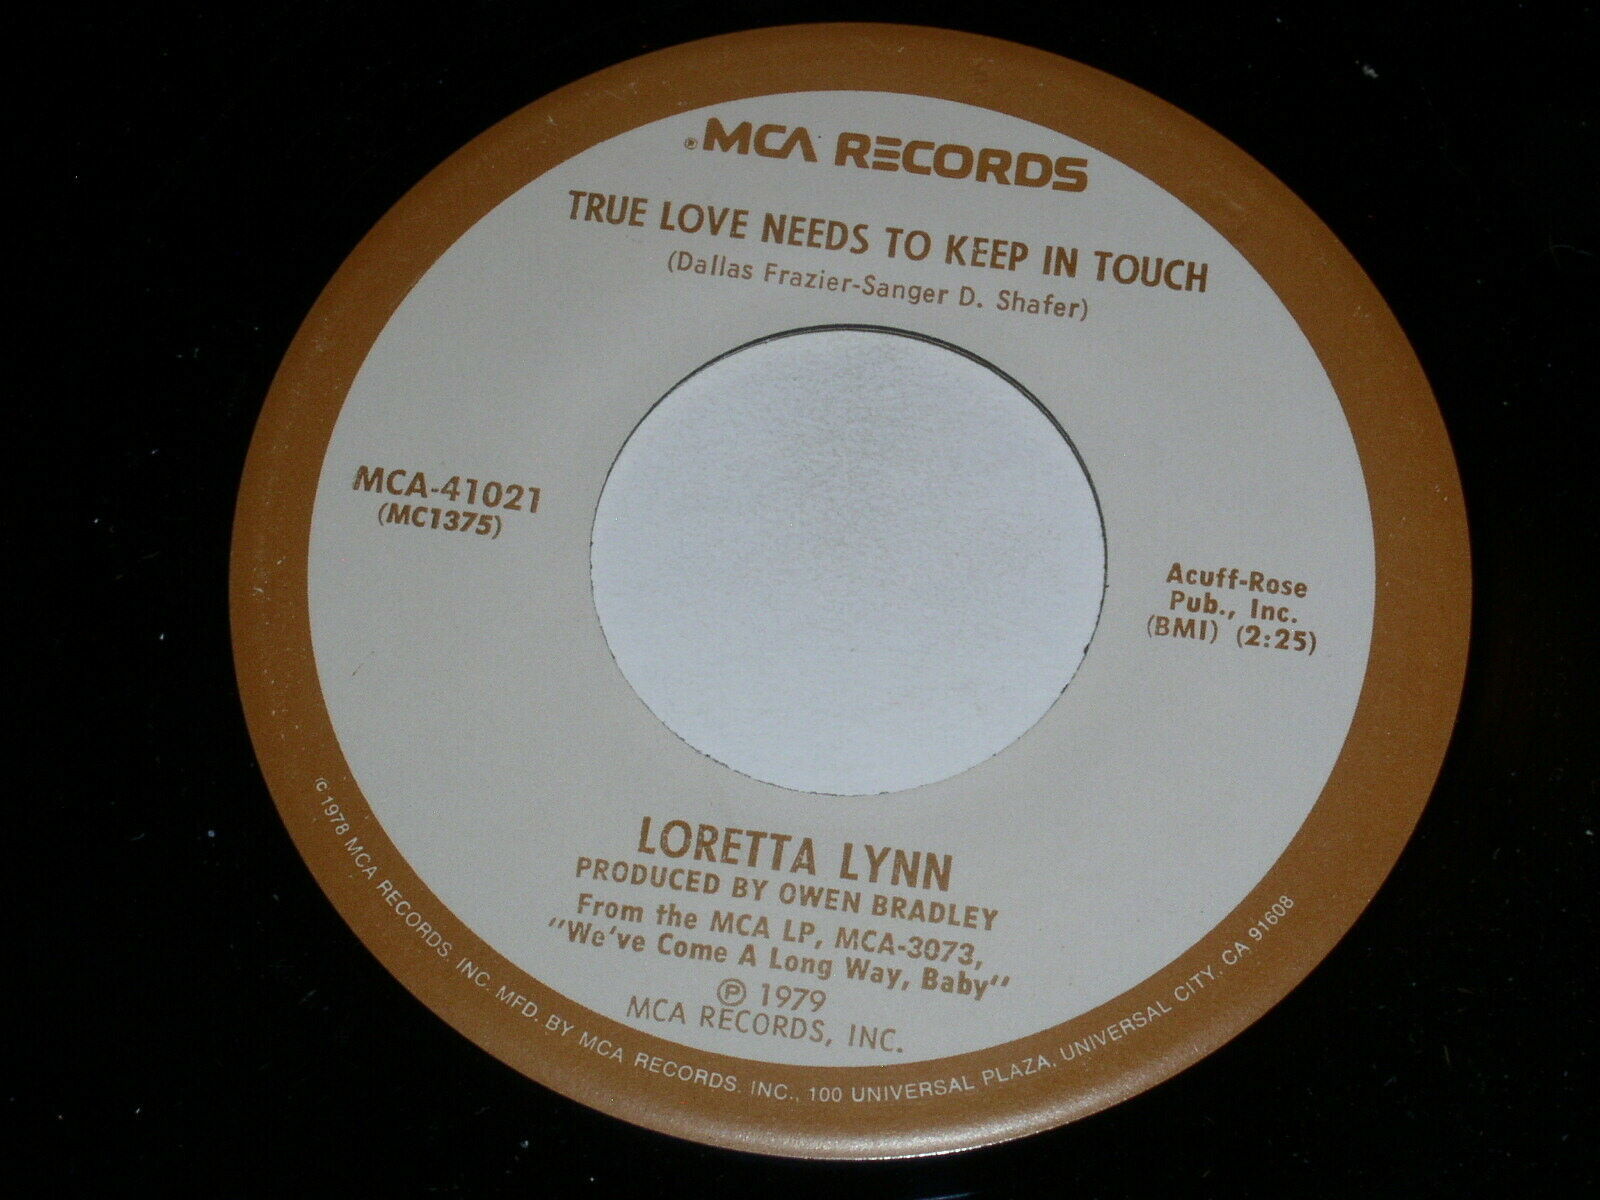 ® MCA RECORDS
TRUE LOVE NEEDS TO KEEP IN TOUCH
(Dallas Frazier-Sanger D. Shafer)
MCA-41021
(MC1375)
Acuff-Rose
Pub., Inc.
(BMI) (2:25)
LORETTA LYNN
PRODUCED BY OWEN BRADLEY
From the MCA LP, MCA-3073,
"We've Come A Long Way, Baby"
℗ 1979
MCA RECORDS, INC.
© 1978 MCA RECORDS, INC. MFD. BY MCA RECORDS, INC., 100 UNIVERSAL PLAZA, UNIVERSAL CITY, CA 91608